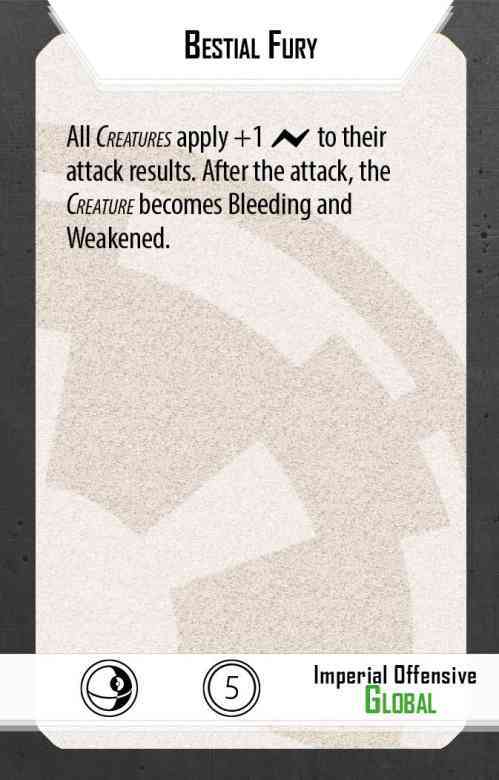 Bestial Fury
All Creatures apply +1 to their
attack results. After the attack, the
Creature becomes Bleeding and
Weakened.
5
Imperial Offensive
Global